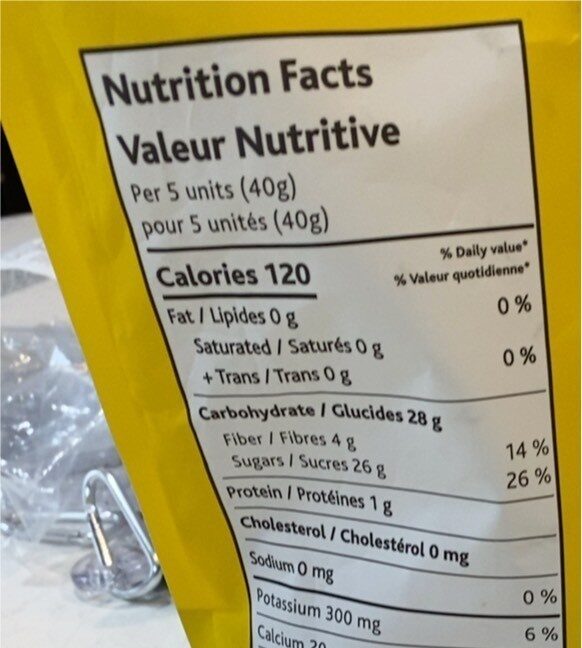 Nutrition Facts
Valeur Nutritive
Per 5 units (40g)
pour 5 unités (40g)
% Daily value*
Calories 120 % Valeur quotidienne*
Fat / Lipides 0 g 0 %
Saturated / Saturés 0 g
+ Trans / Trans 0 g 0 %
Carbohydrate / Glucides 28 g
Fiber / Fibres 4 g 14 %
Sugars / Sucres 26 g 26 %
Protein / Protéines 1 g
Cholesterol / Cholestérol 0 mg
Sodium 0 mg 0 %
Potassium 300 mg 6 %
Calcium